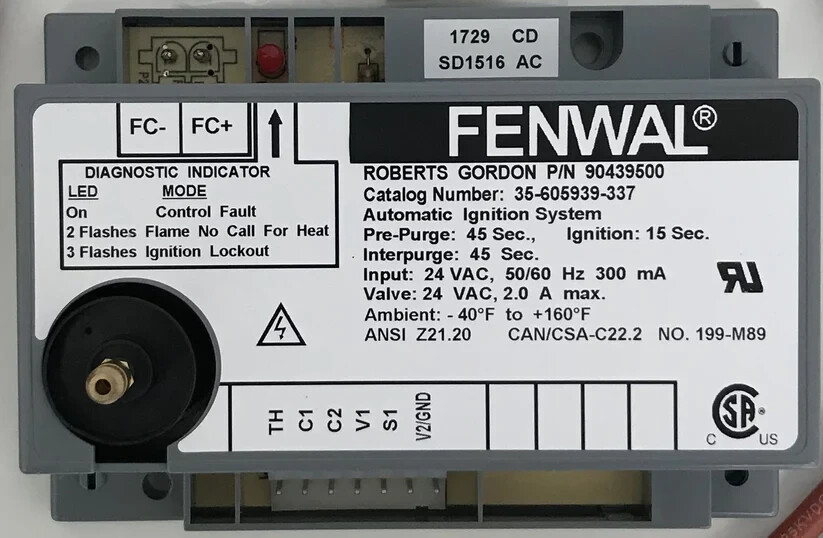 1729 CD
SD1516 AC
FC- FC+
FENWAL®
DIAGNOSTIC INDICATOR
LED MODE
On Control Fault
2 Flashes Flame No Call For Heat
3 Flashes Ignition Lockout
ROBERTS GORDON P/N 90439500
Catalog Number: 35-605939-337
Automatic Ignition System
Pre-Purge: 45 Sec., Ignition: 15 Sec.
Interpurge: 45 Sec.
Input: 24 VAC, 50/60 Hz 300 mA
Valve: 24 VAC, 2.0 A max.
Ambient: - 40°F to +160°F
ANSI Z21.20 CAN/CSA-C22.2 NO. 199-M89
TH C1 C2 V1 S1 V2/GND
C SA ® US